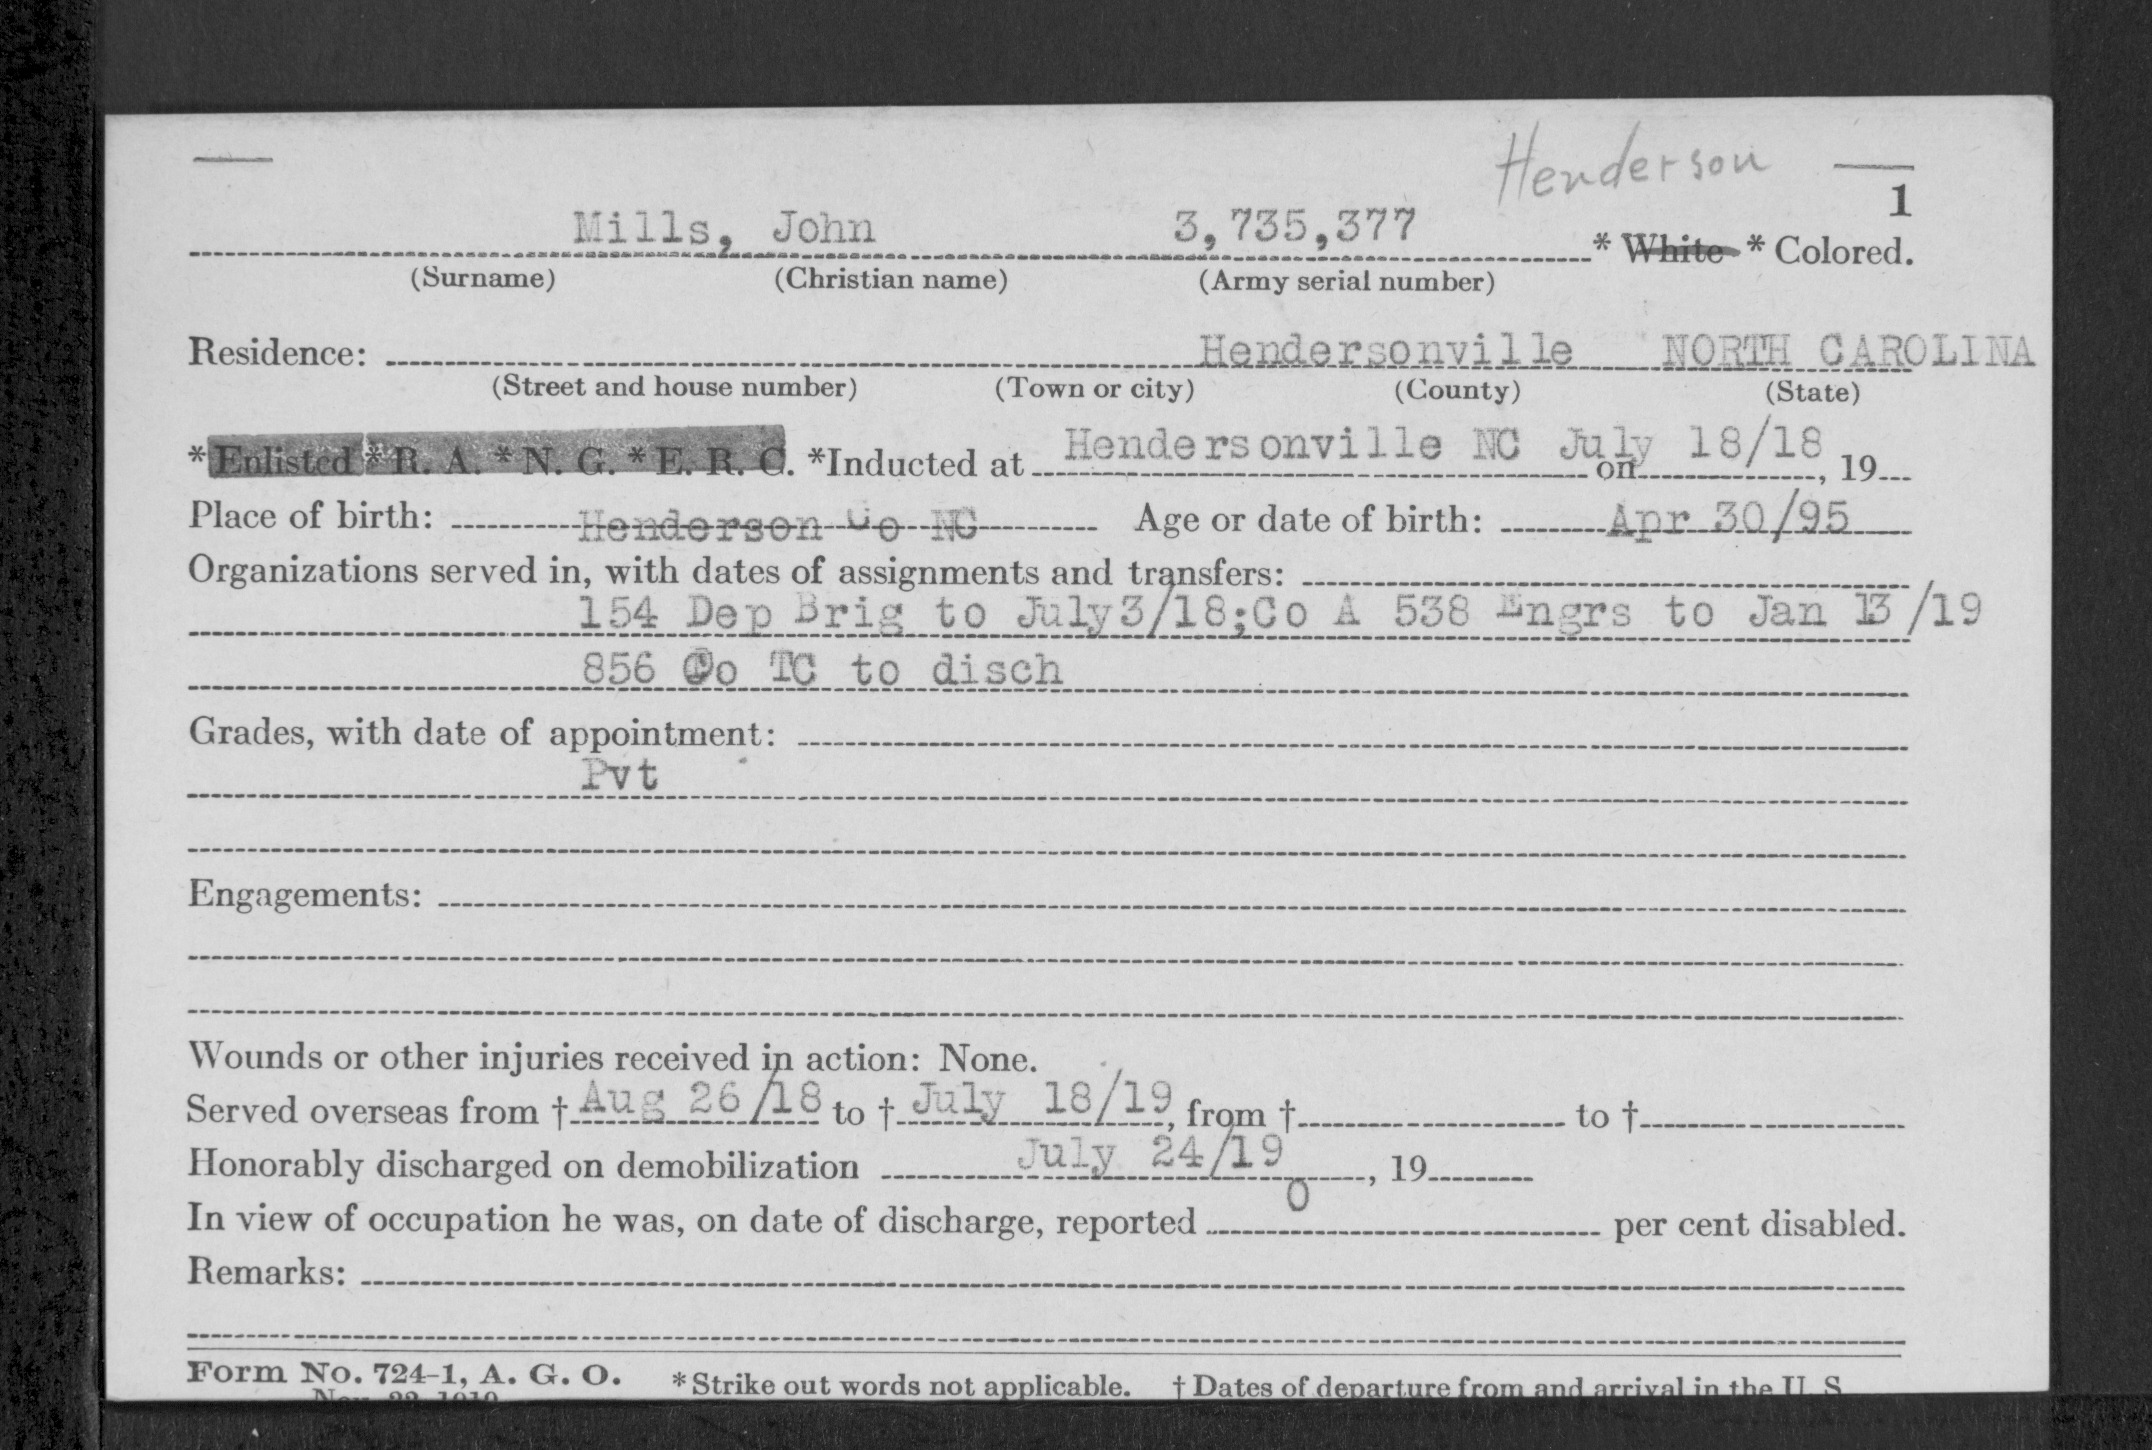 Henderson
1
Mills, John 3,735,377 * White * Colored.
(Surname) (Christian name) (Army serial number)
Residence: Hendersonville NORTH CAROLINA
(Street and house number) (Town or city) (County) (State)
*Enlisted *R. A. *N. G. *E. R. C. *Inducted at Hendersonville NC on July 18/18, 19
Place of birth: Henderson Co NC Age or date of birth: Apr 30/95
Organizations served in, with dates of assignments and transfers:
154 Dep Brig to July3/18;Co A 538 Engrs to Jan 13/19
856 Co TC to disch
Grades, with date of appointment:
Pvt
Engagements:
Wounds or other injuries received in action: None.
Served overseas from † Aug 26/18 to † July 18/19, from † to †
Honorably discharged on demobilization July 24/19, 19
In view of occupation he was, on date of discharge, reported 0 per cent disabled.
Remarks:
Form No. 724-1, A. G. O. *Strike out words not applicable. † Dates of departure from and arrival in the U. S.
Nov. 22, 1919